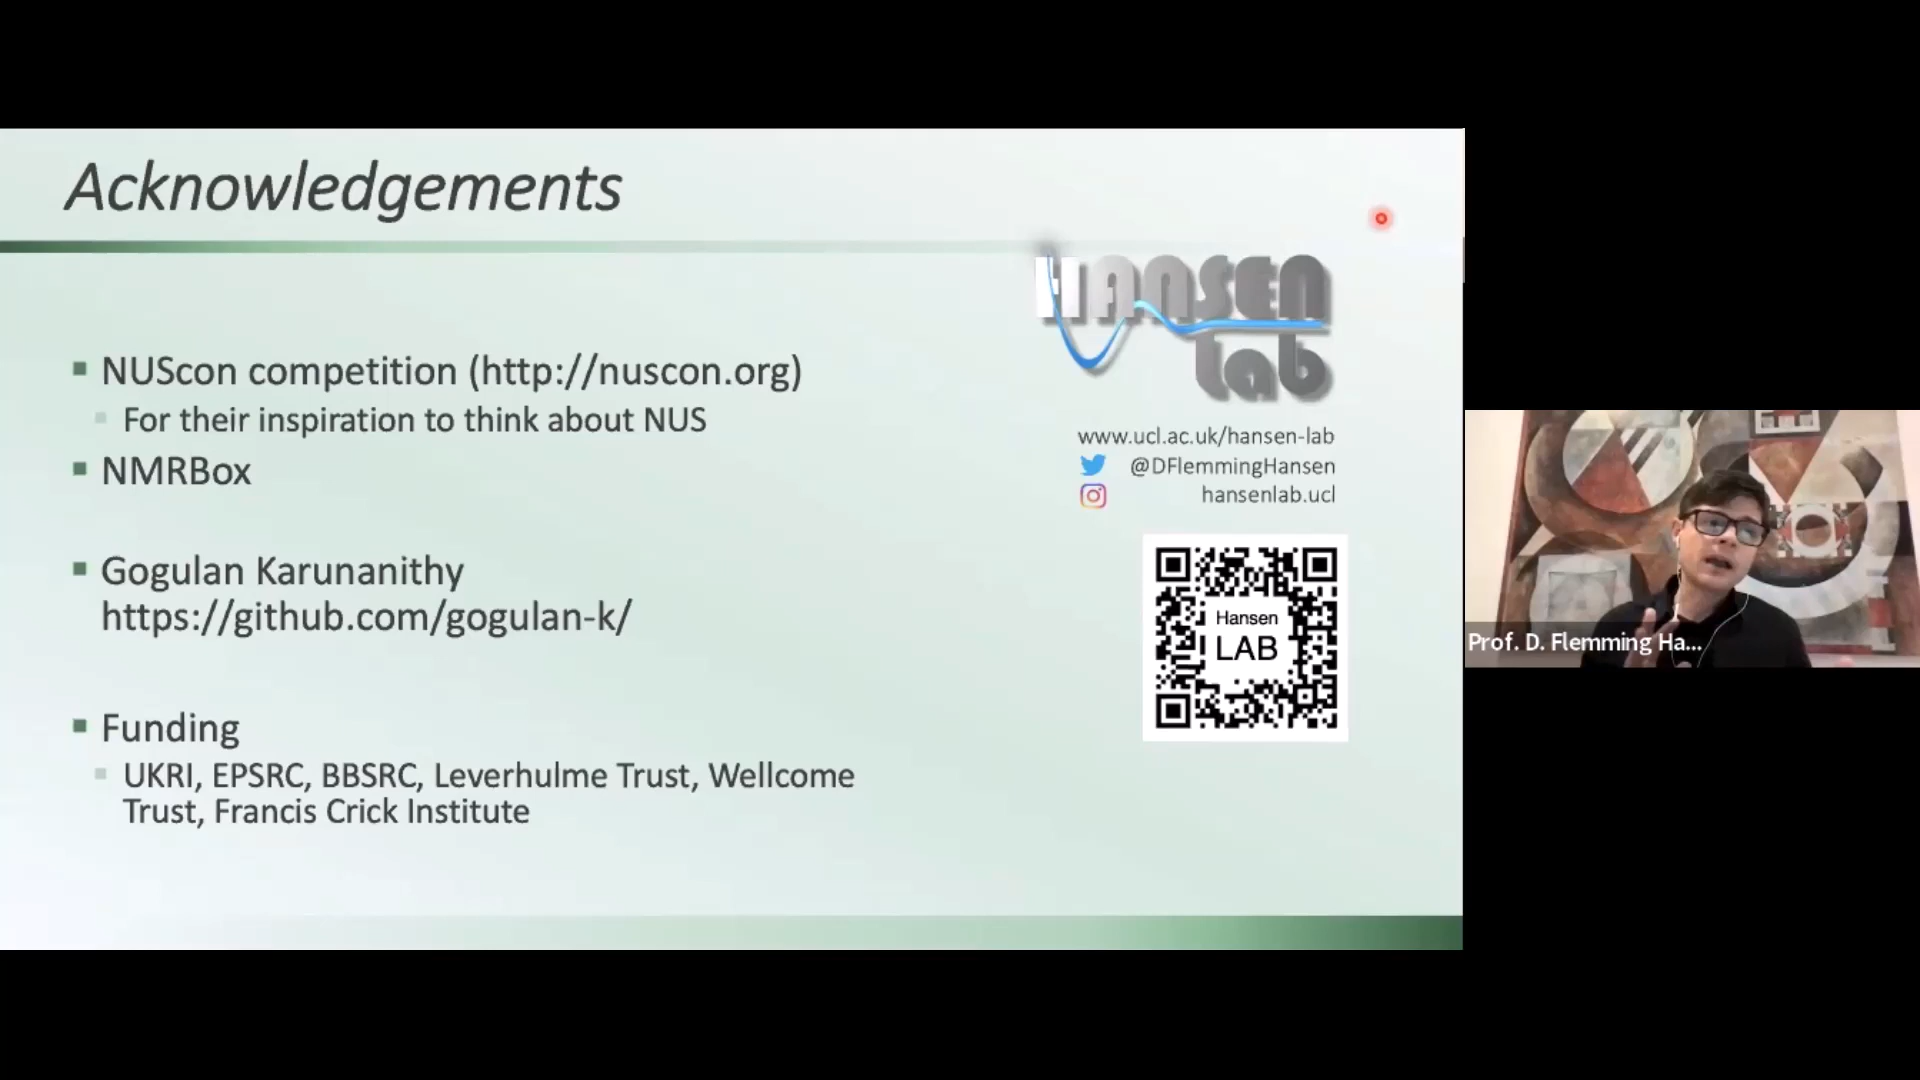 Acknowledgements
NUScon competition (http://nuscon.org)
For their inspiration to think about NUS
NMRBox
Gogulan Karunanithy
https://github.com/gogulan-k/
Funding
UKRI, EPSRC, BBSRC, Leverhulme Trust, Wellcome
Trust, Francis Crick Institute
HANSEN
Lab
www.ucl.ac.uk/hansen-lab
@DFlemmingHansen
hansenlab.ucl
Hansen
LAB
Prof. D. Flemming Ha...